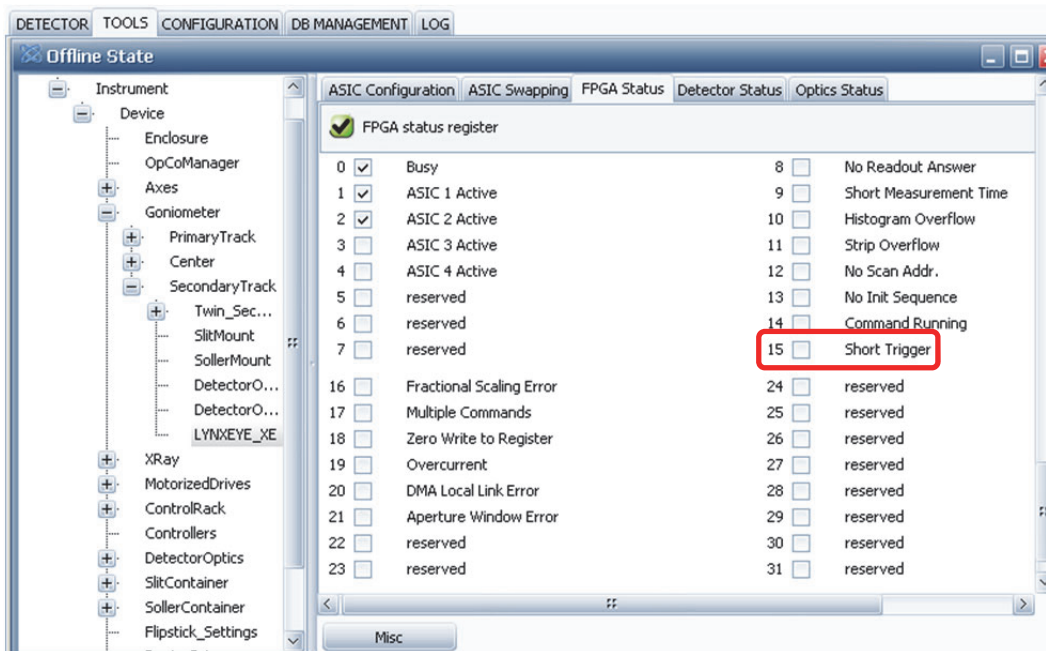 DETECTOR TOOLS CONFIGURATION DB MANAGEMENT LOG
Offline State
Instrument
Device
Enclosure
OpCoManager
Axes
Goniometer
PrimaryTrack
Center
SecondaryTrack
Twin_Sec...
SlitMount
SollerMount
DetectorO...
DetectorO...
LYNXEYE_XE
XRay
MotorizedDrives
ControlRack
Controllers
DetectorOptics
SlitContainer
SollerContainer
Flipstick_Settings
ASIC Configuration ASIC Swapping FPGA Status Detector Status Optics Status
FPGA status register
0 Busy
1 ASIC 1 Active
2 ASIC 2 Active
3 ASIC 3 Active
4 ASIC 4 Active
5 reserved
6 reserved
7 reserved
8 No Readout Answer
9 Short Measurement Time
10 Histogram Overflow
11 Strip Overflow
12 No Scan Addr.
13 No Init Sequence
14 Command Running
15 Short Trigger
16 Fractional Scaling Error
17 Multiple Commands
18 Zero Write to Register
19 Overcurrent
20 DMA Local Link Error
21 Aperture Window Error
22 reserved
23 reserved
24 reserved
25 reserved
26 reserved
27 reserved
28 reserved
29 reserved
30 reserved
31 reserved
Misc